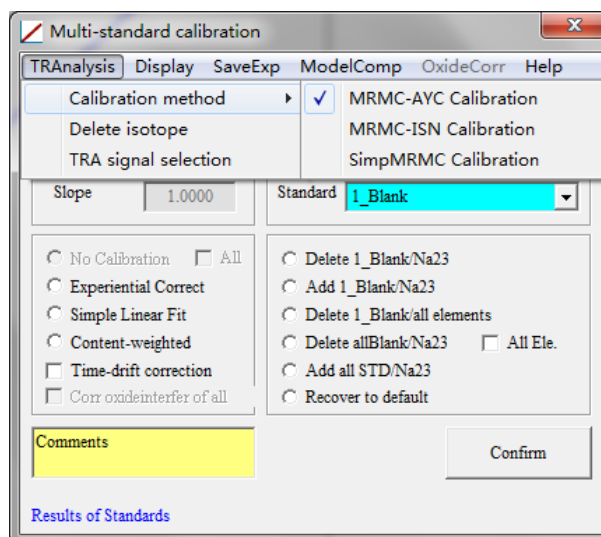 Multi-standard calibration
TRAnalysis Display SaveExp ModelComp OxideCorr Help
Calibration method
Delete isotope
TRA signal selection
MRMC-AYC Calibration
MRMC-ISN Calibration
SimpMRMC Calibration
Slope 1.0000
Standard 1_Blank
No Calibration All
Experiential Correct
Simple Linear Fit
Content-weighted
Time-drift correction
Corr oxideinterfer of all
Delete 1_Blank/Na23
Add 1_Blank/Na23
Delete 1_Blank/all elements
Delete allBlank/Na23 All Ele.
Add all STD/Na23
Recover to default
Comments
Confirm
Results of Standards